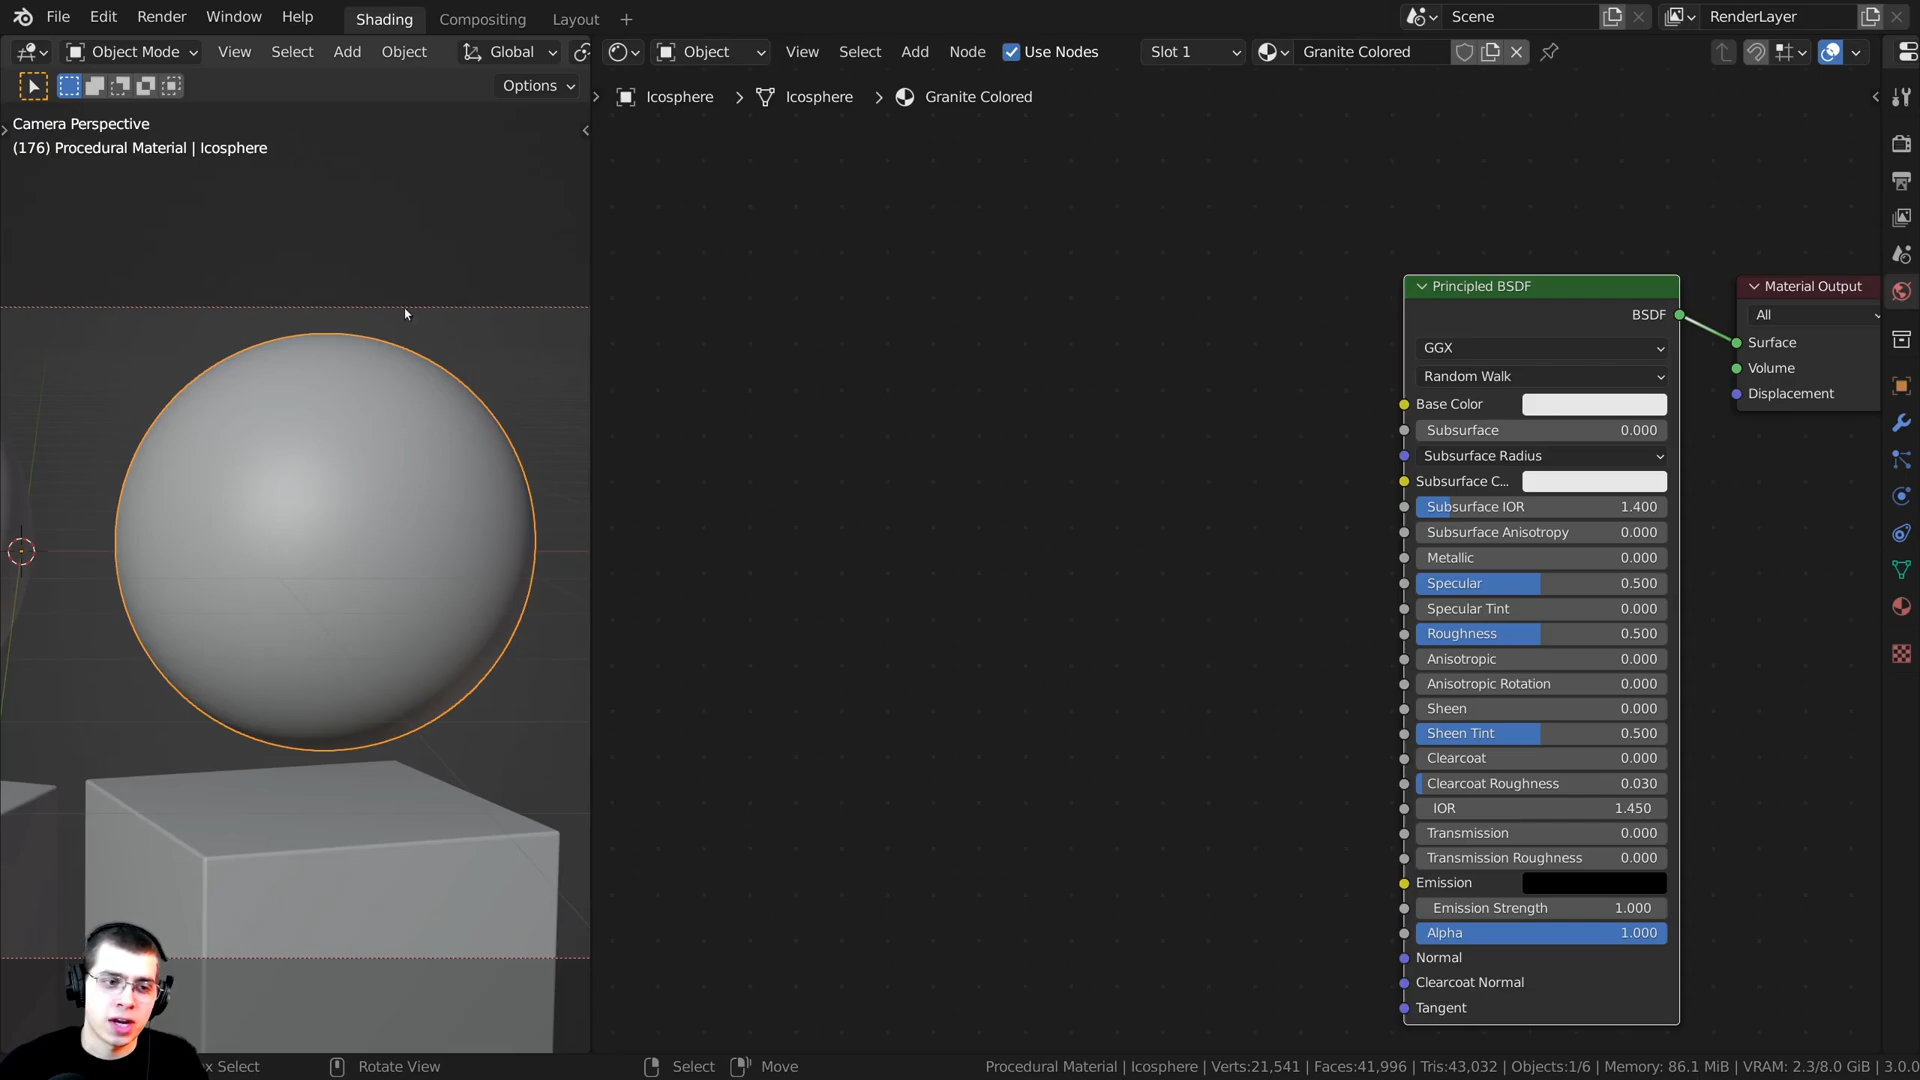 File Edit Render Window Help Shading Compositing Layout + Scene RenderLayer
Object Mode View Select Add Object Global Object View Select Add Node Use Nodes Slot 1 Granite Colored
Options
Icosphere > Icosphere > Granite Colored
Camera Perspective
(176) Procedural Material | Icosphere
Principled BSDF
BSDF
GGX
Random Walk
Base Color
Subsurface 0.000
Subsurface Radius
Subsurface C...
Subsurface IOR 1.400
Subsurface Anisotropy 0.000
Metallic 0.000
Specular 0.500
Specular Tint 0.000
Roughness 0.500
Anisotropic 0.000
Anisotropic Rotation 0.000
Sheen 0.000
Sheen Tint 0.500
Clearcoat 0.000
Clearcoat Roughness 0.030
IOR 1.450
Transmission 0.000
Transmission Roughness 0.000
Emission
Emission Strength 1.000
Alpha 1.000
Normal
Clearcoat Normal
Tangent
Material Output
All
Surface
Volume
Displacement
Select Rotate View Select Move Procedural Material | Icosphere | Verts:21,541 | Faces:41,996 | Tris:43,032 | Objects:1/6 | Memory: 86.1 MiB | VRAM: 2.3/8.0 GiB | 3.0.0